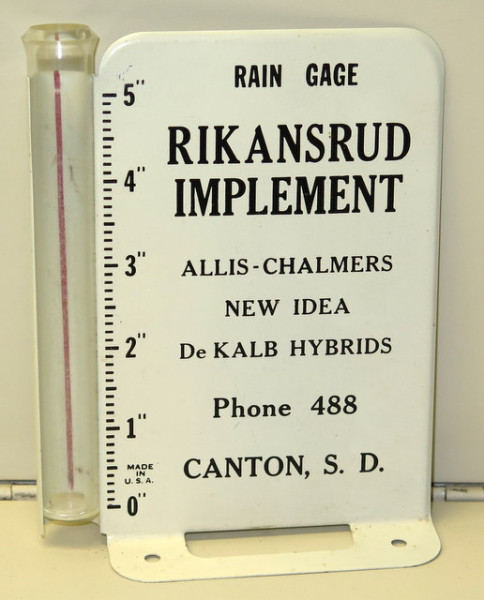 RAIN GAGE
5"
RIKANSRUD
4"
IMPLEMENT
3"
ALLIS-CHALMERS
NEW IDEA
2"
De KALB HYBRIDS
1"
Phone 488
MADE
IN
U.S.A.
CANTON, S. D.
0"